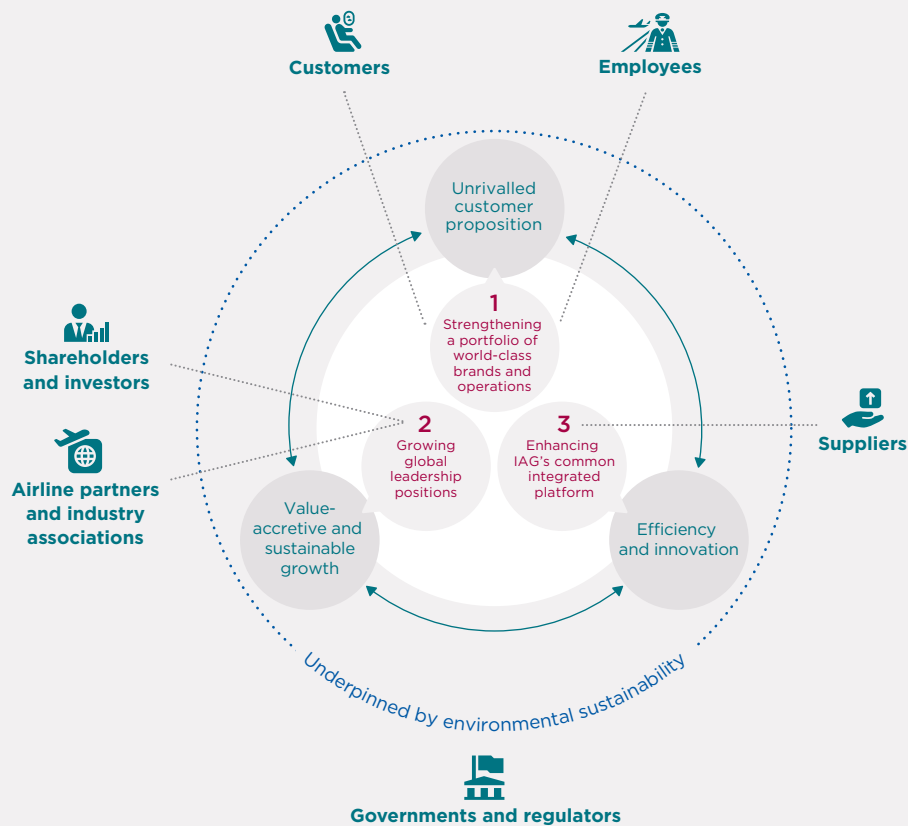 Customers
Employees
Unrivalled
customer
proposition
1
Strengthening
a portfolio of
world-class
brands and
operations
Shareholders
and investors
2
Growing
global
leadership
positions
3
Enhancing
IAG's common
integrated
platform
Suppliers
Airline partners
and industry
associations
Value-
accretive and
sustainable
growth
Efficiency
and innovation
Underpinned by environmental sustainability
Governments and regulators